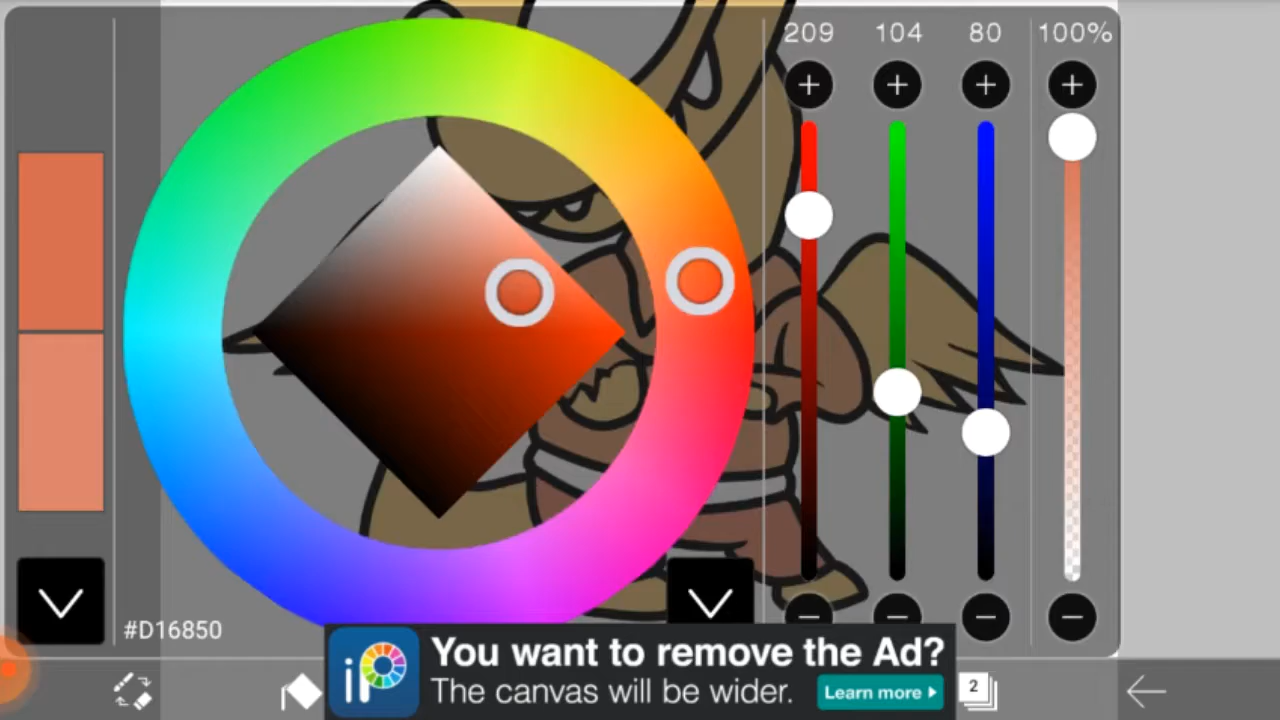 209 104 80 100%
#D16850
iP
You want to remove the Ad?
The canvas will be wider. Learn more
2